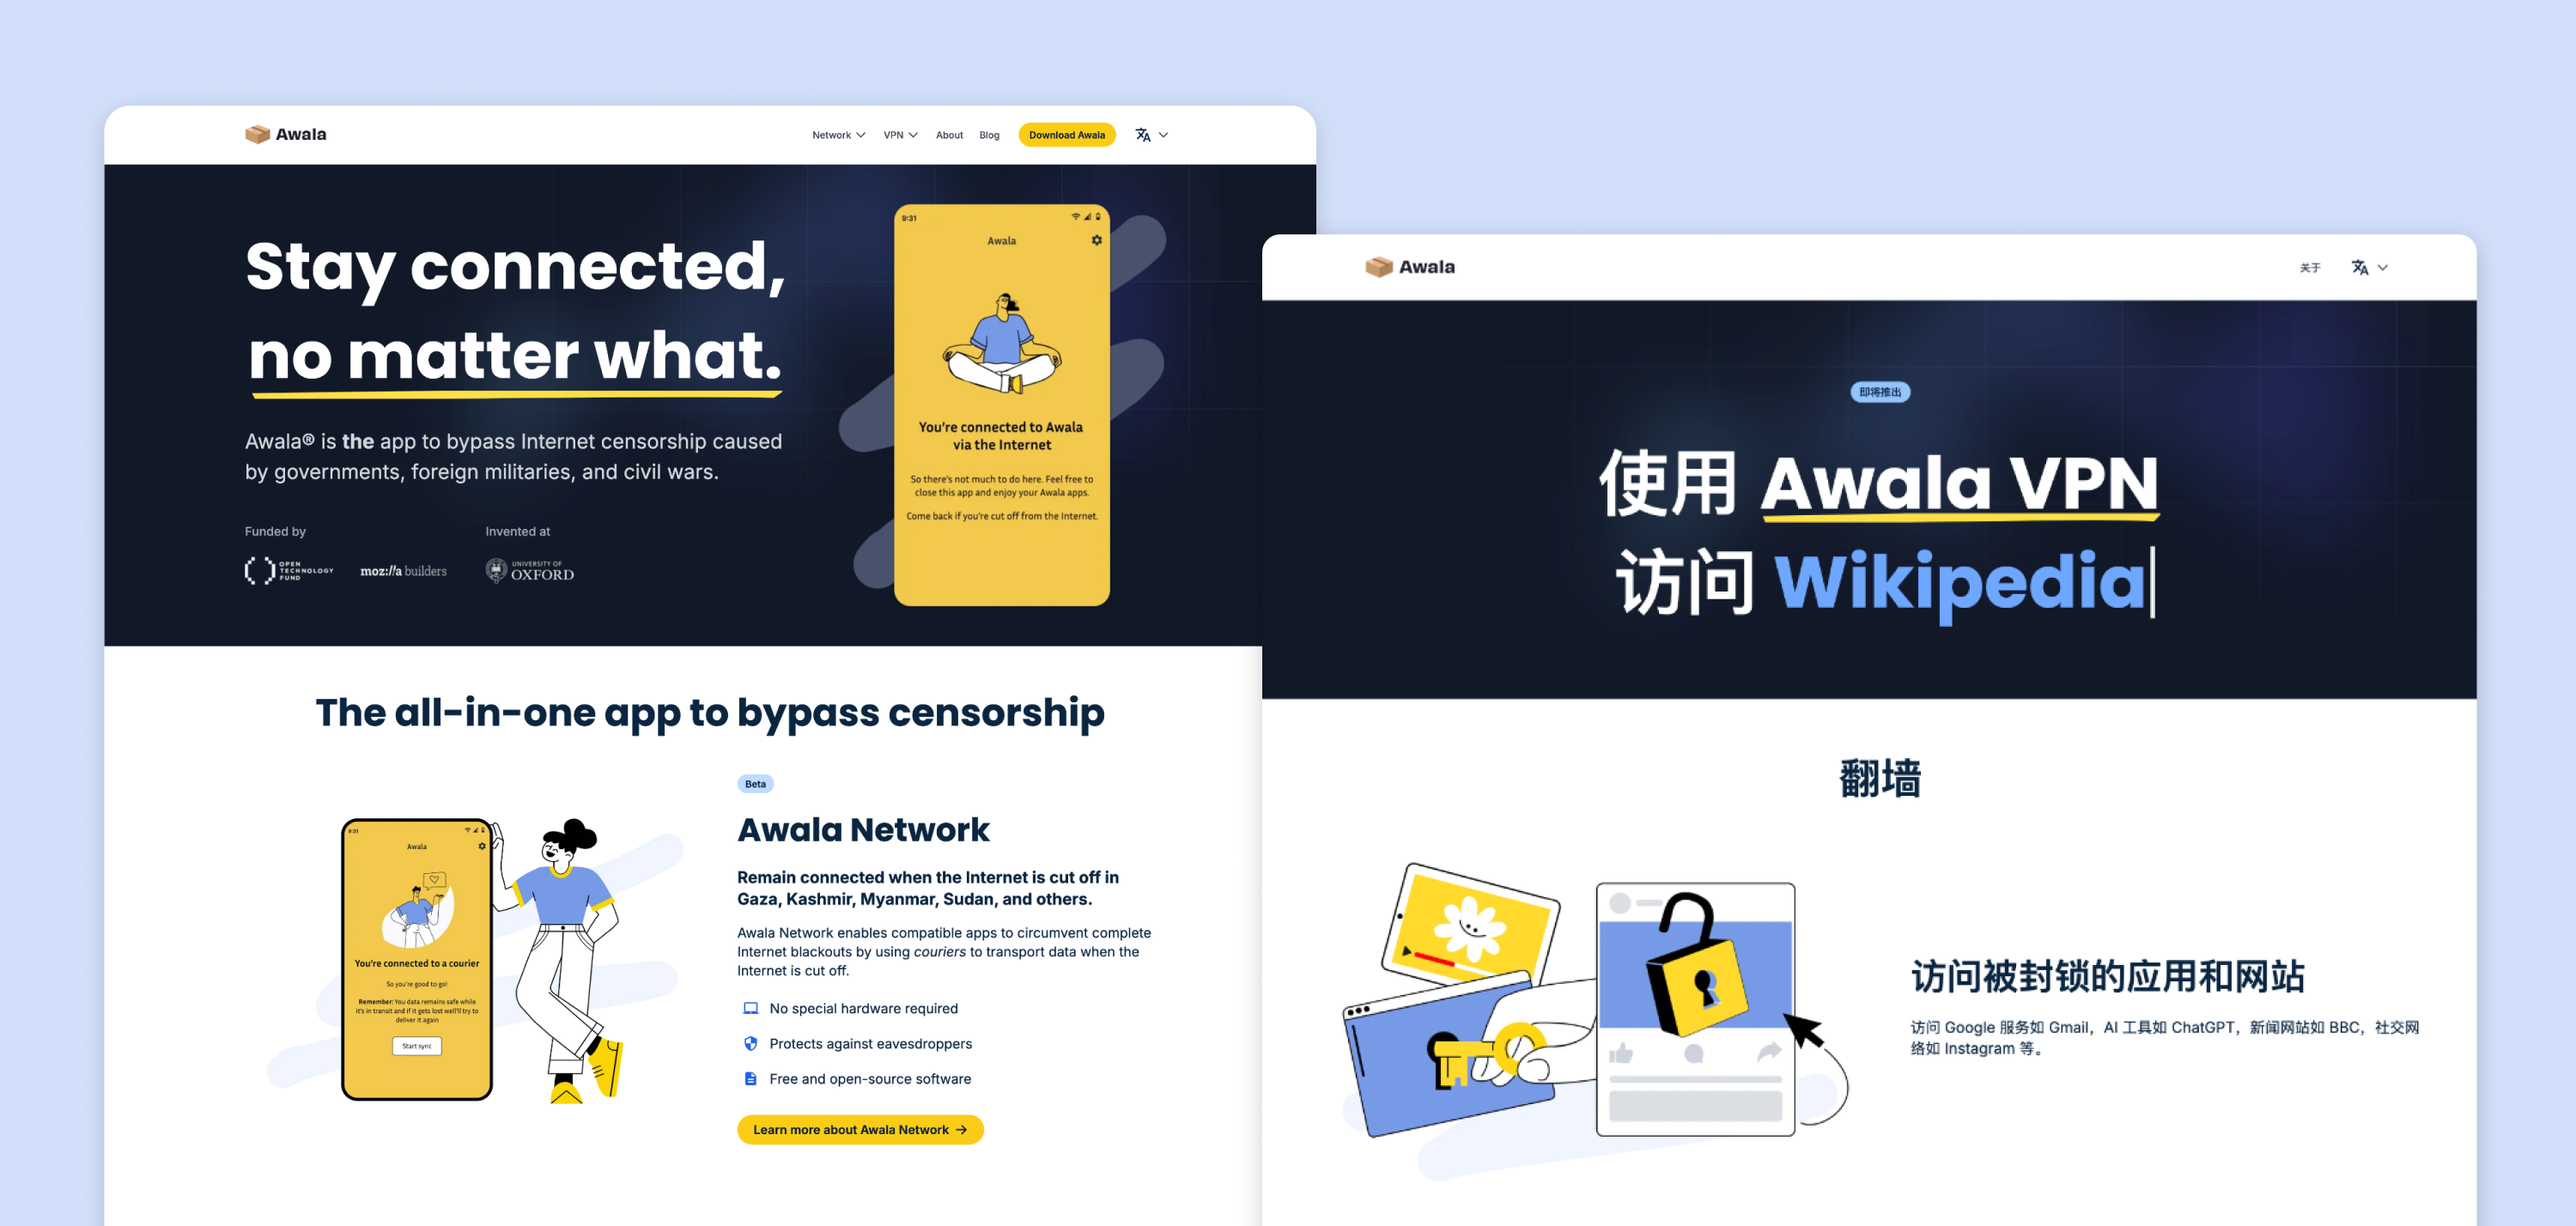 Awala
Network
VPN
About
Blog
Download Awala
Stay connected,
no matter what.
Awala® is the app to bypass Internet censorship caused
by governments, foreign militaries, and civil wars.
Funded by
Invented at
OPEN
TECHNOLOGY
FUND
moz://a builders
UNIVERSITY OF
OXFORD
9:31
Awala
You're connected to Awala
via the Internet
So there's not much to do here. Feel free to
close this app and enjoy your Awala apps.
Come back if you're cut off from the Internet.
The all-in-one app to bypass censorship
9:31
Awala
You're connected to a courier
So you're good to go!
Remember: You data remains safe while
it's in transit and if it gets lost we'll try to
deliver it again
Start sync
Beta
Awala Network
Remain connected when the Internet is cut off in
Gaza, Kashmir, Myanmar, Sudan, and others.
Awala Network enables compatible apps to circumvent complete
Internet blackouts by using couriers to transport data when the
Internet is cut off.
No special hardware required
Protects against eavesdroppers
Free and open-source software
Learn more about Awala Network →
Awala
关于
即将推出
使用 Awala VPN
访问 Wikipedia
翻墙
访问被封锁的应用和网站
访问 Google 服务如 Gmail，AI 工具如 ChatGPT，新闻网站如 BBC，社交网
络如 Instagram 等。